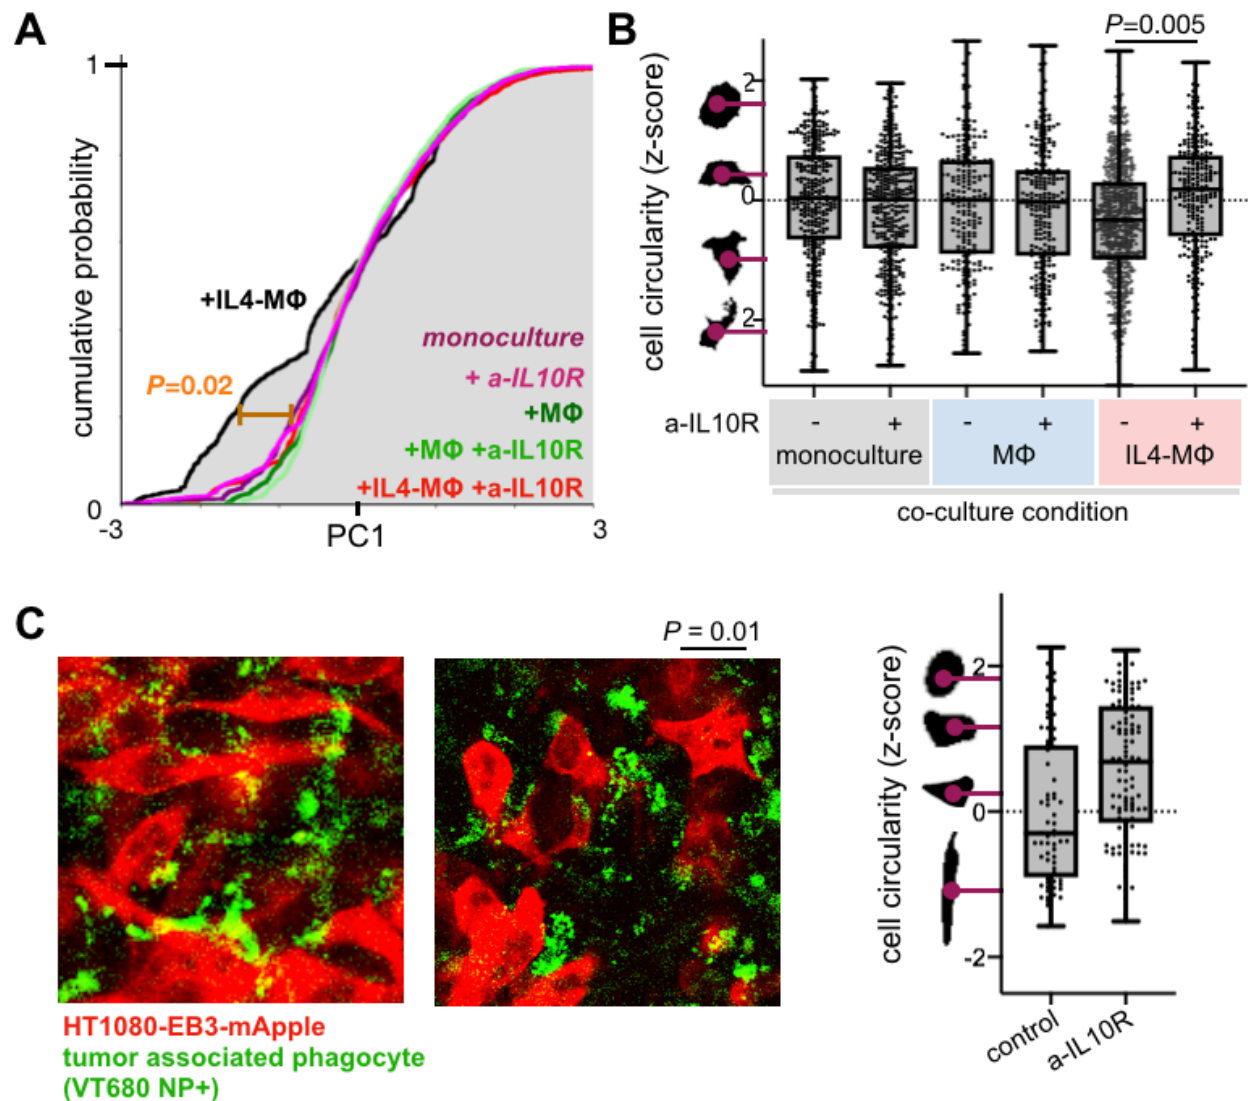 A
1
cumulative probability
0
-3
PC1
3
+IL4-MΦ
P=0.02
monoculture
+ a-IL10R
+MΦ
+MΦ +a-IL10R
+IL4-MΦ +a-IL10R
B
P=0.005
cell circularity (z-score)
2
0
2
a-IL10R
- + - + - +
monoculture MΦ IL4-MΦ
co-culture condition
C
P = 0.01
HT1080-EB3-mApple
tumor associated phagocyte
(VT680 NP+)
cell circularity (z-score)
2
0
-2
control
a-IL10R